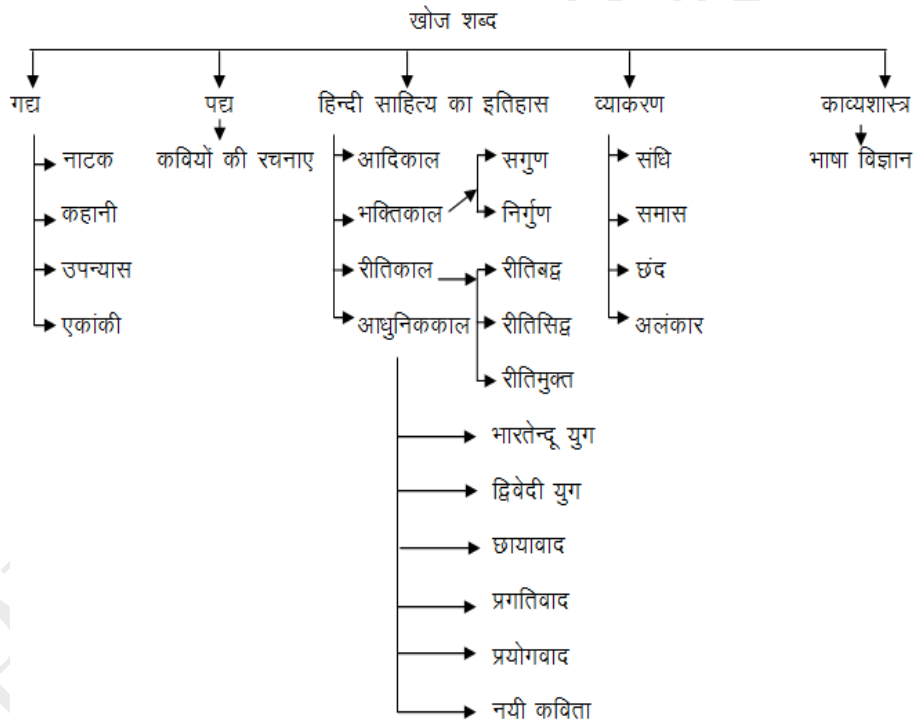 खोज शब्द
गद्य पद्य हिन्दी साहित्य का इतिहास व्याकरण काव्यशास्त्र
नाटक कवियों की रचनाए आदिकाल सगुण संधि भाषा विज्ञान
कहानी भक्तिकाल निर्गुण समास
उपन्यास रीतिकाल रीतिबद्व छंद
एकांकी आधुनिककाल रीतिसिद्व अलंकार
रीतिमुक्त
भारतेन्दू युग
द्विवेदी युग
छायावाद
प्रगतिवाद
प्रयोगवाद
नयी कविता